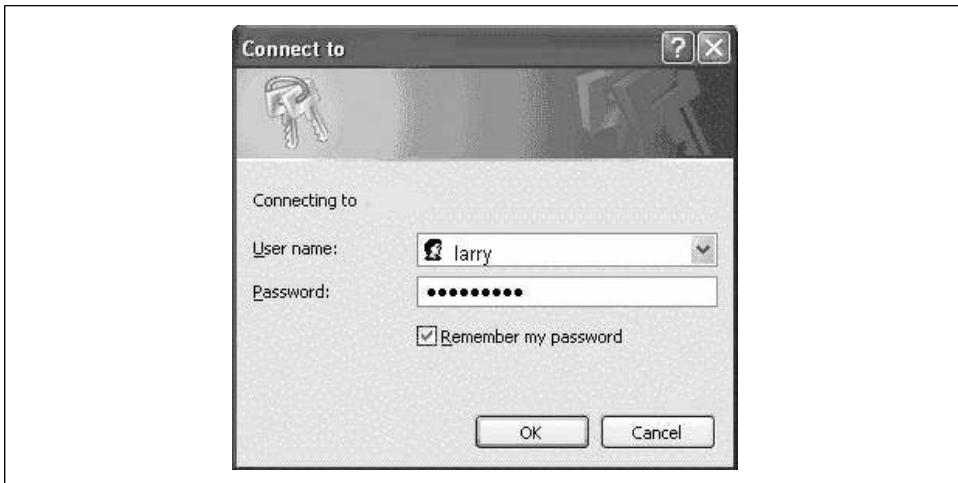 Connect to
Connecting to
User name: larry
Password: •••••••••
Remember my password
OK Cancel